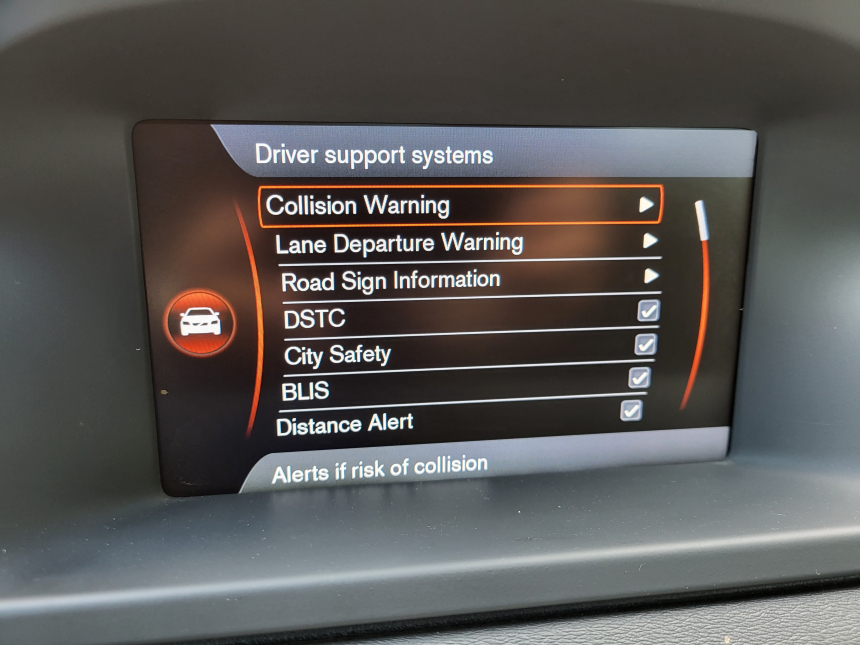 Driver support systems
Collision Warning
Lane Departure Warning
Road Sign Information
DSTC
City Safety
BLIS
Distance Alert
Alerts if risk of collision